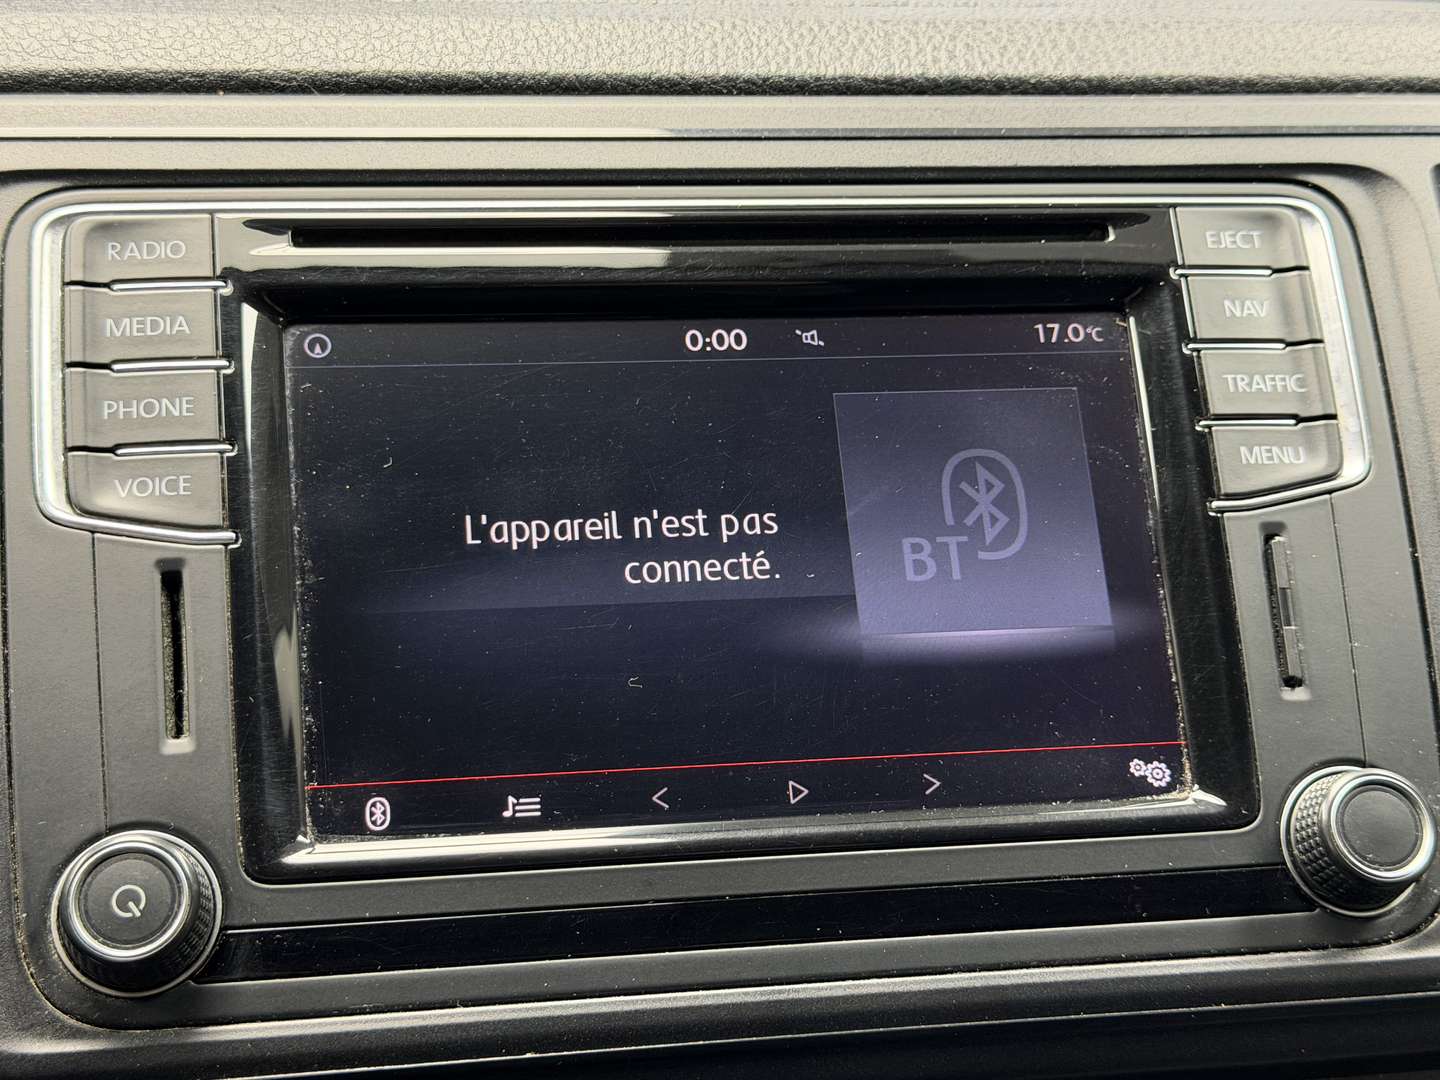 RADIO
MEDIA
PHONE
VOICE
EJECT
NAV
TRAFFIC
MENU
0:00
17.0°C
L'appareil n'est pas
connecté.
BT